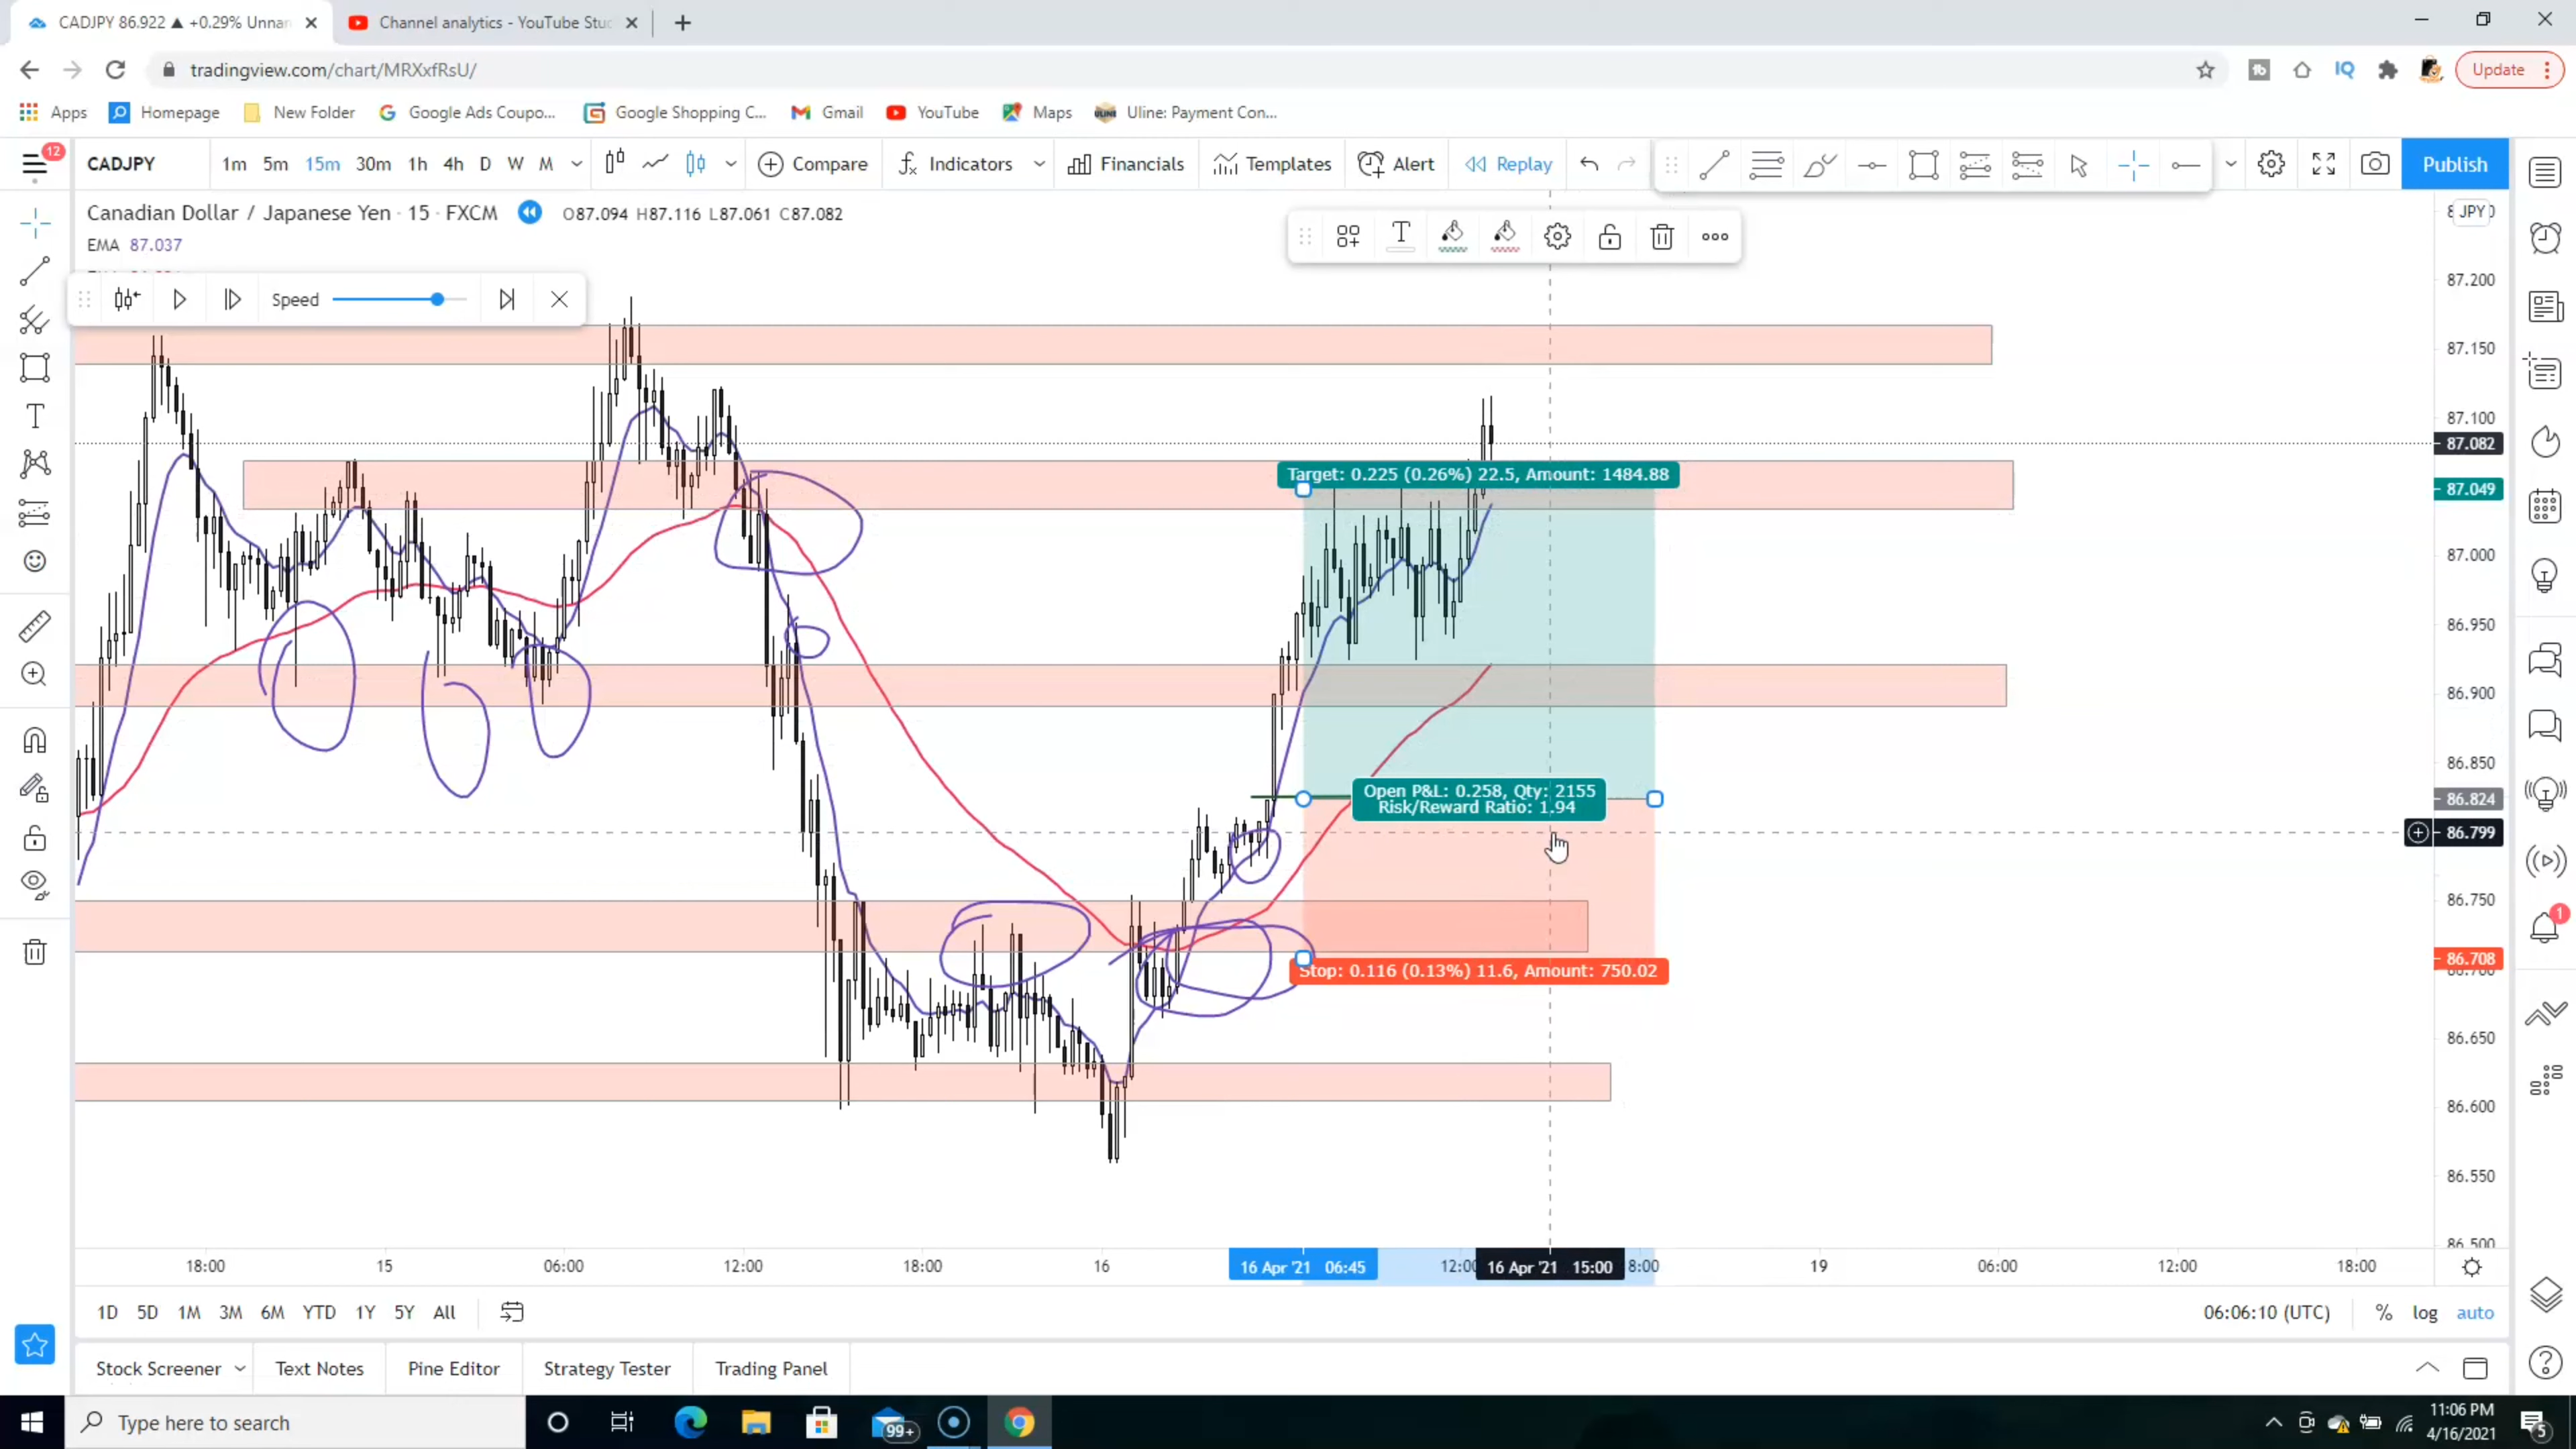 CADJPY 86.922 ▲ +0.29% Unnan
Channel analytics - YouTube Stu
tradingview.com/chart/MRXxfRsU/
Update
Apps
Homepage
New Folder
Google Ads Coupo...
Google Shopping C...
Gmail
YouTube
Maps
Uline: Payment Con...
12
CADJPY
1m 5m 15m 30m 1h 4h D W M
Compare
Indicators
Financials
Templates
Alert
Replay
Publish
Canadian Dollar / Japanese Yen · 15 · FXCM
O87.094 H87.116 L87.061 C87.082
JPY
EMA 87.037
Speed
87.200
87.150
87.100
87.082
Target: 0.225 (0.26%) 22.5, Amount: 1484.88
87.049
87.000
86.950
86.900
86.850
Open P&L: 0.258, Qty: 2155
Risk/Reward Ratio: 1.94
86.824
86.799
86.750
86.708
Stop: 0.116 (0.13%) 11.6, Amount: 750.02
86.650
86.600
86.550
86.500
18:00 15 06:00 12:00 18:00 16 16 Apr '21 06:45 12:00 16 Apr '21 15:00 8:00 19 06:00 12:00 18:00
1D 5D 1M 3M 6M YTD 1Y 5Y All
06:06:10 (UTC) % log auto
Stock Screener
Text Notes
Pine Editor
Strategy Tester
Trading Panel
1
Type here to search
99+
11:06 PM
4/16/2021
5